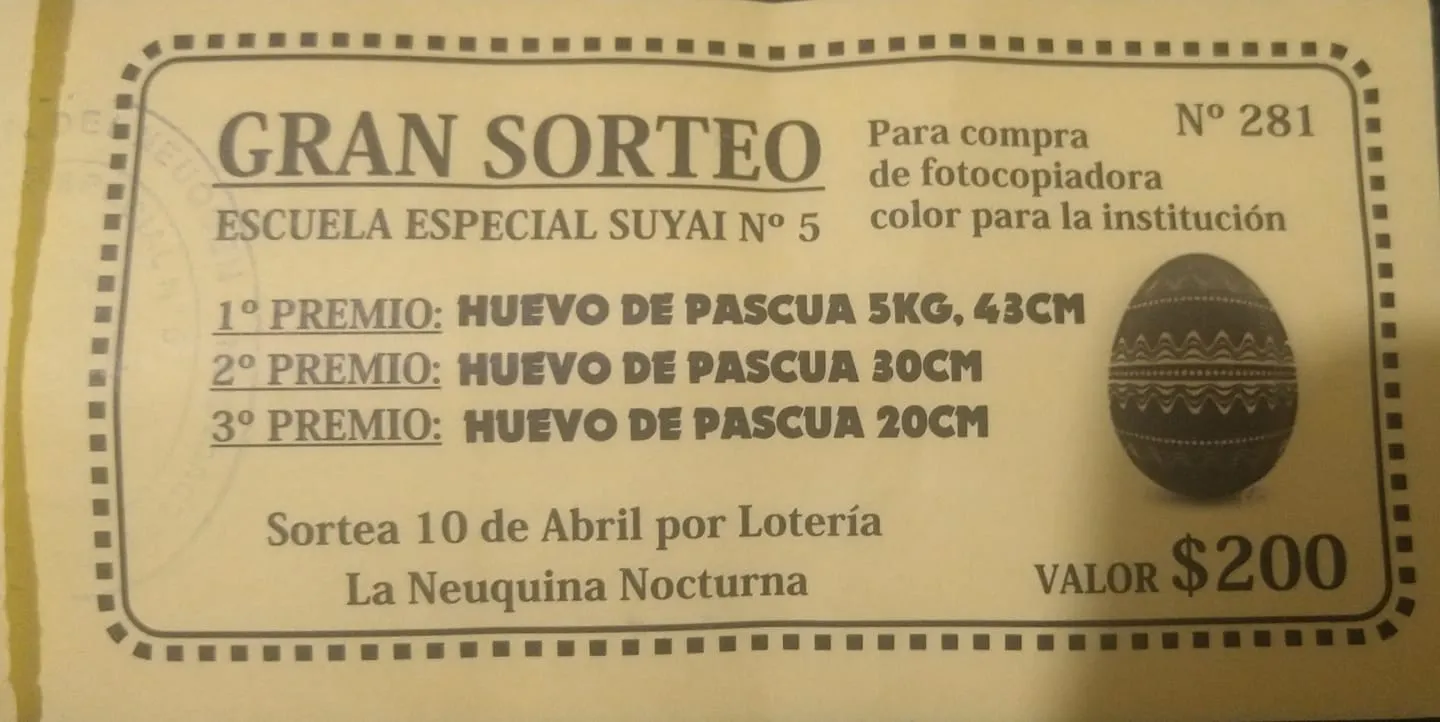 GRAN SORTEO
ESCUELA ESPECIAL SUYAI Nº 5
Para compra
de fotocopiadora
color para la institución
Nº 281
1º PREMIO: HUEVO DE PASCUA 5KG, 43CM
2º PREMIO: HUEVO DE PASCUA 30CM
3º PREMIO: HUEVO DE PASCUA 20CM
Sortea 10 de Abril por Lotería
La Neuquina Nocturna
VALOR $200